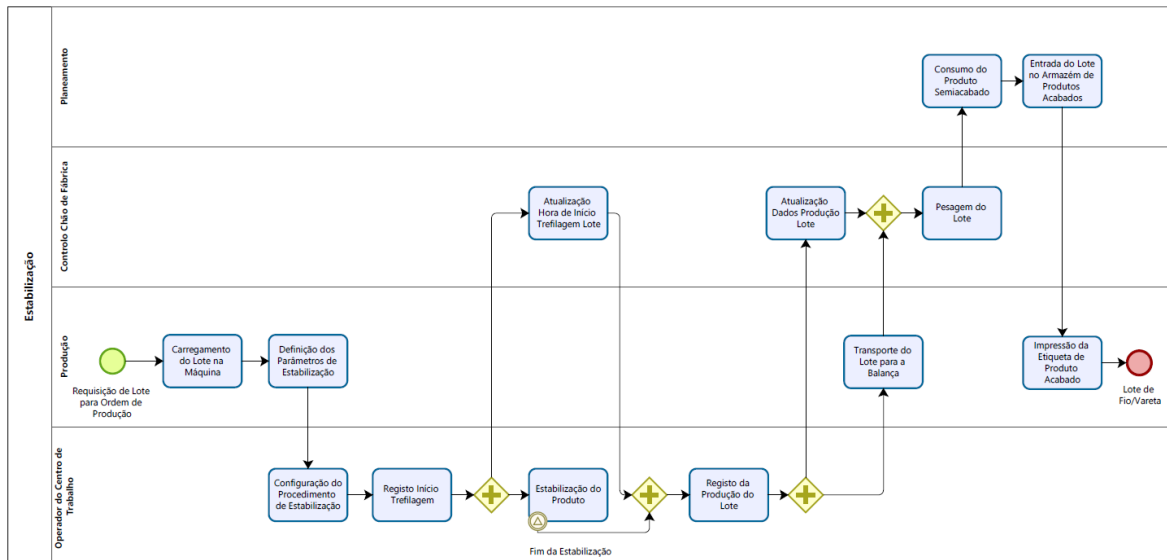 Estabilização
Planeamento
Consumo do
Produto
Semiacabado
Entrada do Lote
no Armazém de
Produtos
Acabados
Controlo Chão de Fábrica
Atualização
Hora de Início
Trefilagem Lote
Atualização
Dados Produção
Lote
Pesagem do
Lote
Produção
Requisição de Lote
para Ordem de
Produção
Carregamento
do Lote na
Máquina
Definição dos
Parâmetros de
Estabilização
Transporte do
Lote para a
Balança
Impressão da
Etiqueta de
Produto
Acabado
Lote de
Fio/Vareta
Operador do Centro de
Trabalho
Configuração do
Procedimento
de Estabilização
Registo Início
Trefilagem
Estabilização do
Produto
Fim da Estabilização
Registo da
Produção do
Lote